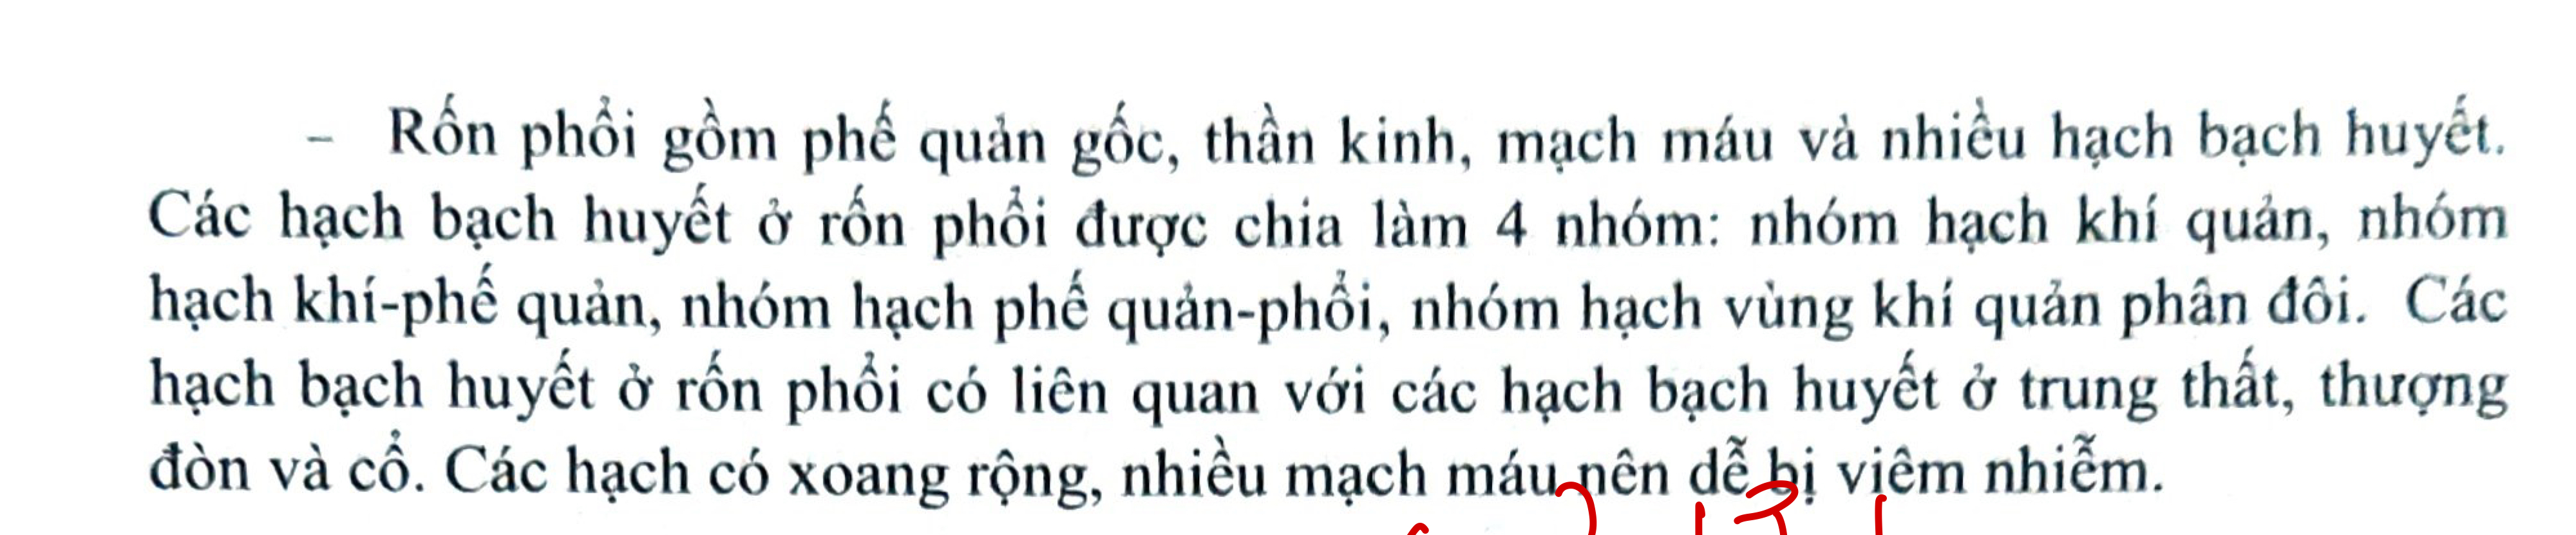 – Rốn phổi gồm phế quản gốc, thần kinh, mạch máu và nhiều hạch bạch huyết.
Các hạch bạch huyết ở rốn phổi được chia làm 4 nhóm: nhóm hạch khí quản, nhóm
hạch khí-phế quản, nhóm hạch phế quản-phổi, nhóm hạch vùng khí quản phân đôi. Các
hạch bạch huyết ở rốn phổi có liên quan với các hạch bạch huyết ở trung thất, thượng
đòn và cổ. Các hạch có xoang rộng, nhiều mạch máu nên dễ bị viêm nhiễm.